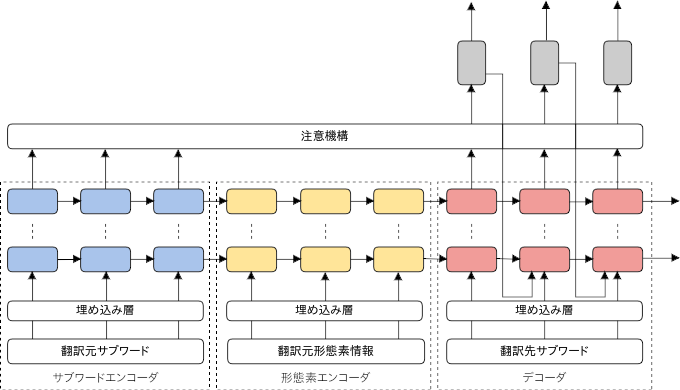 注意機構
埋め込み層
埋め込み層
埋め込み層
翻訳元サブワード
翻訳元形態素情報
翻訳先サブワード
サブワードエンコーダ
形態素エンコーダ
デコーダ